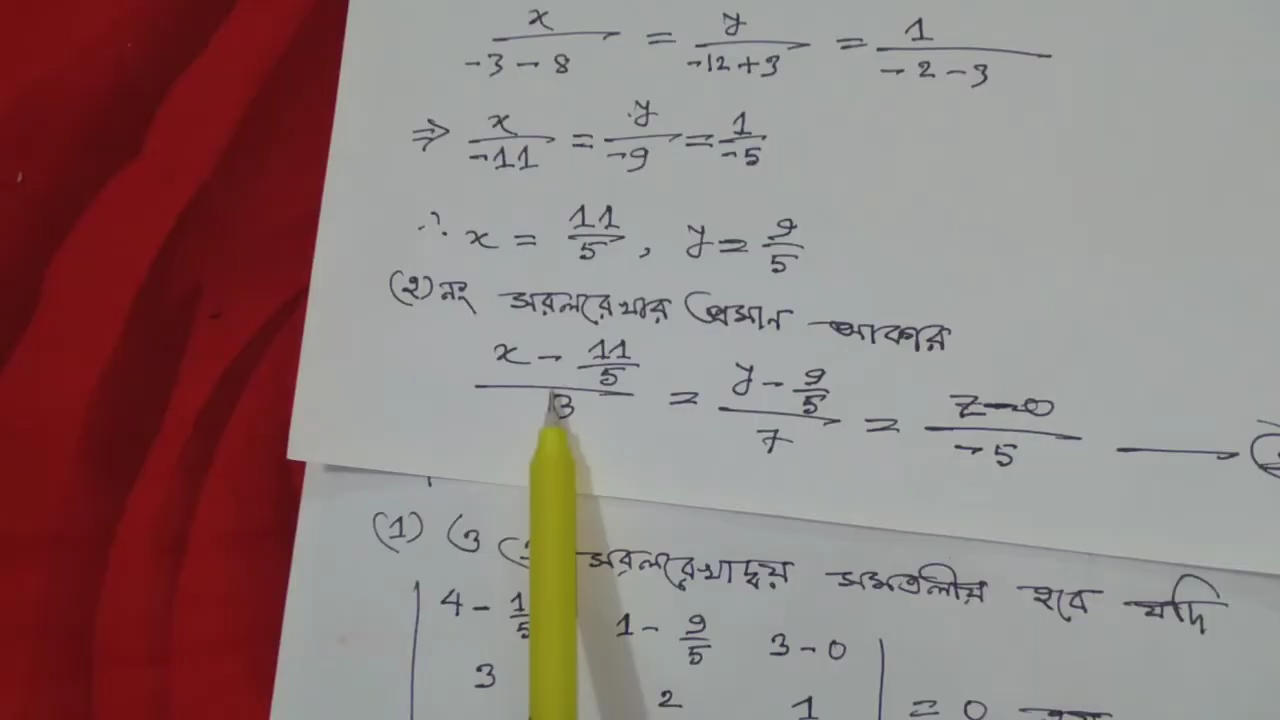 x/(-3-8) = y/(-12+3) = 1/(-2-3)
⇒ x/-11 = y/-9 = 1/-5
∴ x = 11/5, y = 9/5
(২) নং সরলরেখার প্রমান আকার
(x - 11/5)/3 = (y - 9/5)/7 = (z-0)/-5
(1) ও সরলরেখাদ্বয় সমতলীয় হবে যদি
| 4 - 1 /5 1 - 9/5 3-0 |
3 2 1 = 0